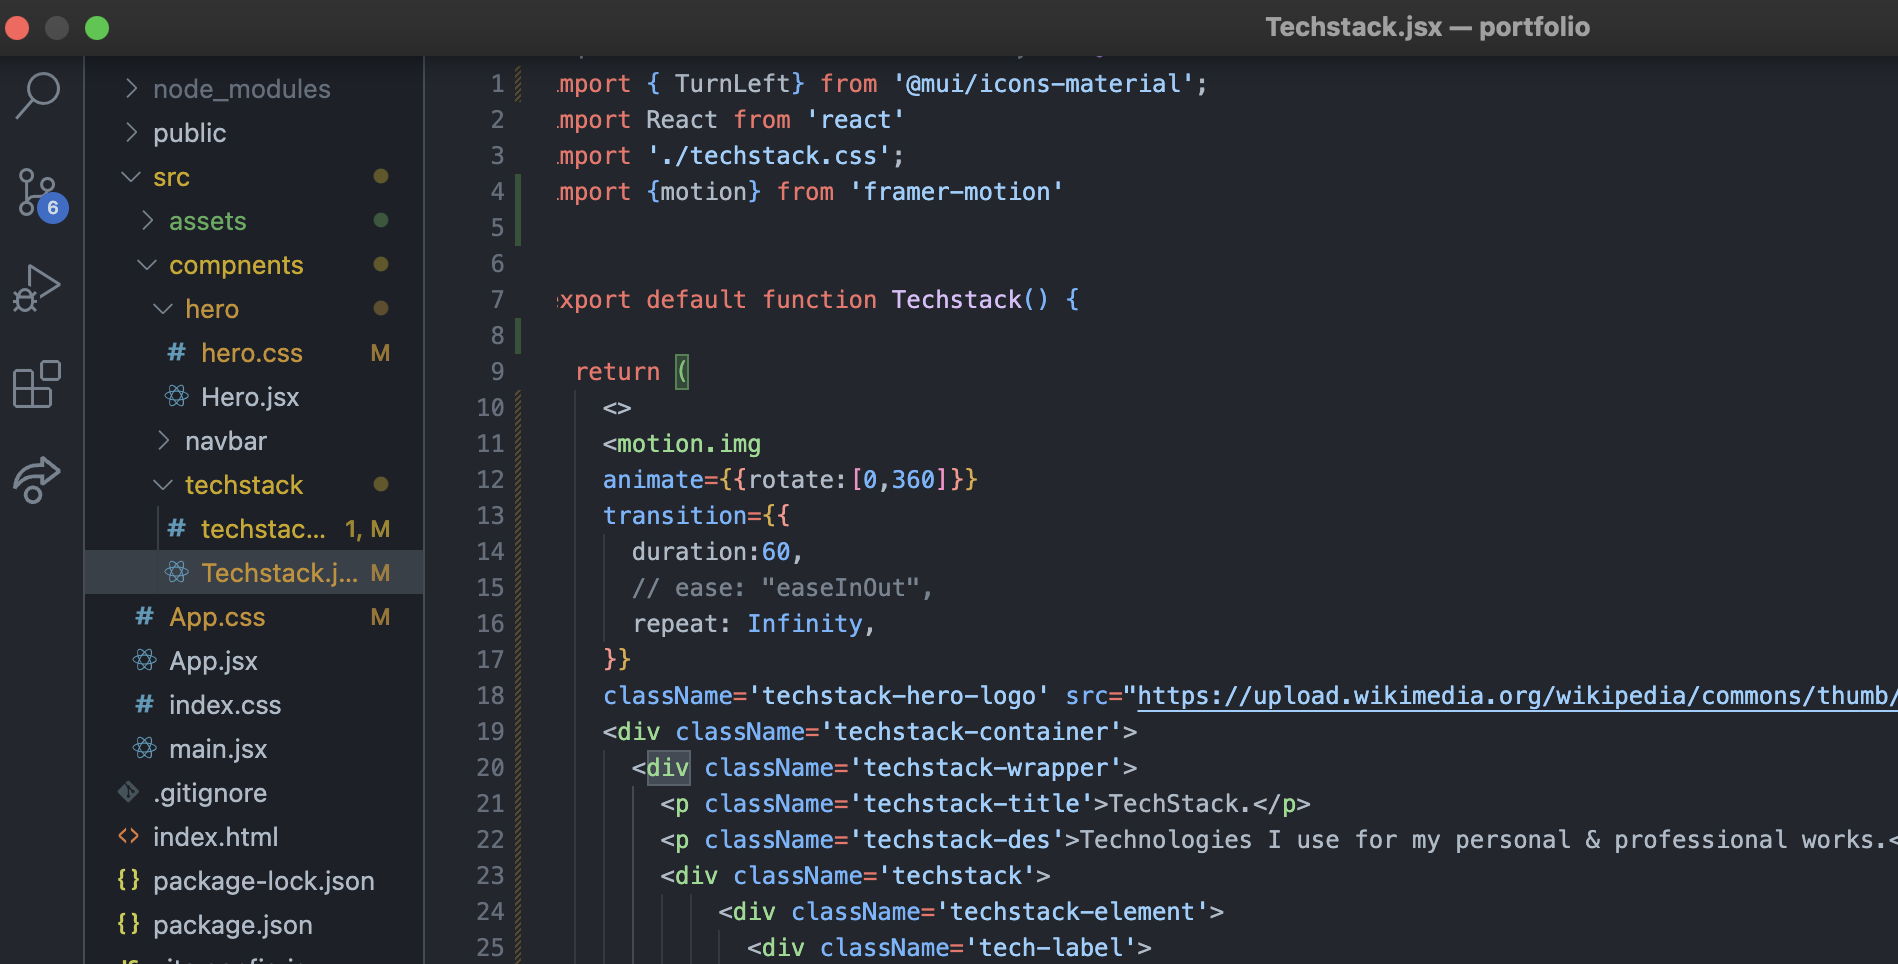 Techstack.jsx — portfolio
node_modules
public
src
assets
compnents
hero
# hero.css M
Hero.jsx
navbar
techstack
# techstac... 1, M
Techstack.j... M
# App.css M
App.jsx
# index.css
main.jsx
.gitignore
<> index.html
{} package-lock.json
{} package.json
6
1 mport { TurnLeft} from '@mui/icons-material';
2 mport React from 'react'
3 mport './techstack.css';
4 mport {motion} from 'framer-motion'
5
6
7 xport default function Techstack() {
8
9 return (
10 <>
11 <motion.img
12 animate={{rotate:[0,360]}}
13 transition={{
14 duration:60,
15 // ease: "easeInOut",
16 repeat: Infinity,
17 }}
18 className='techstack-hero-logo' src="https://upload.wikimedia.org/wikipedia/commons/thumb/
19 <div className='techstack-container'>
20 <div className='techstack-wrapper'>
21 <p className='techstack-title'>TechStack.</p>
22 <p className='techstack-des'>Technologies I use for my personal & professional works.<
23 <div className='techstack'>
24 <div className='techstack-element'>
25 <div className='tech-label'>